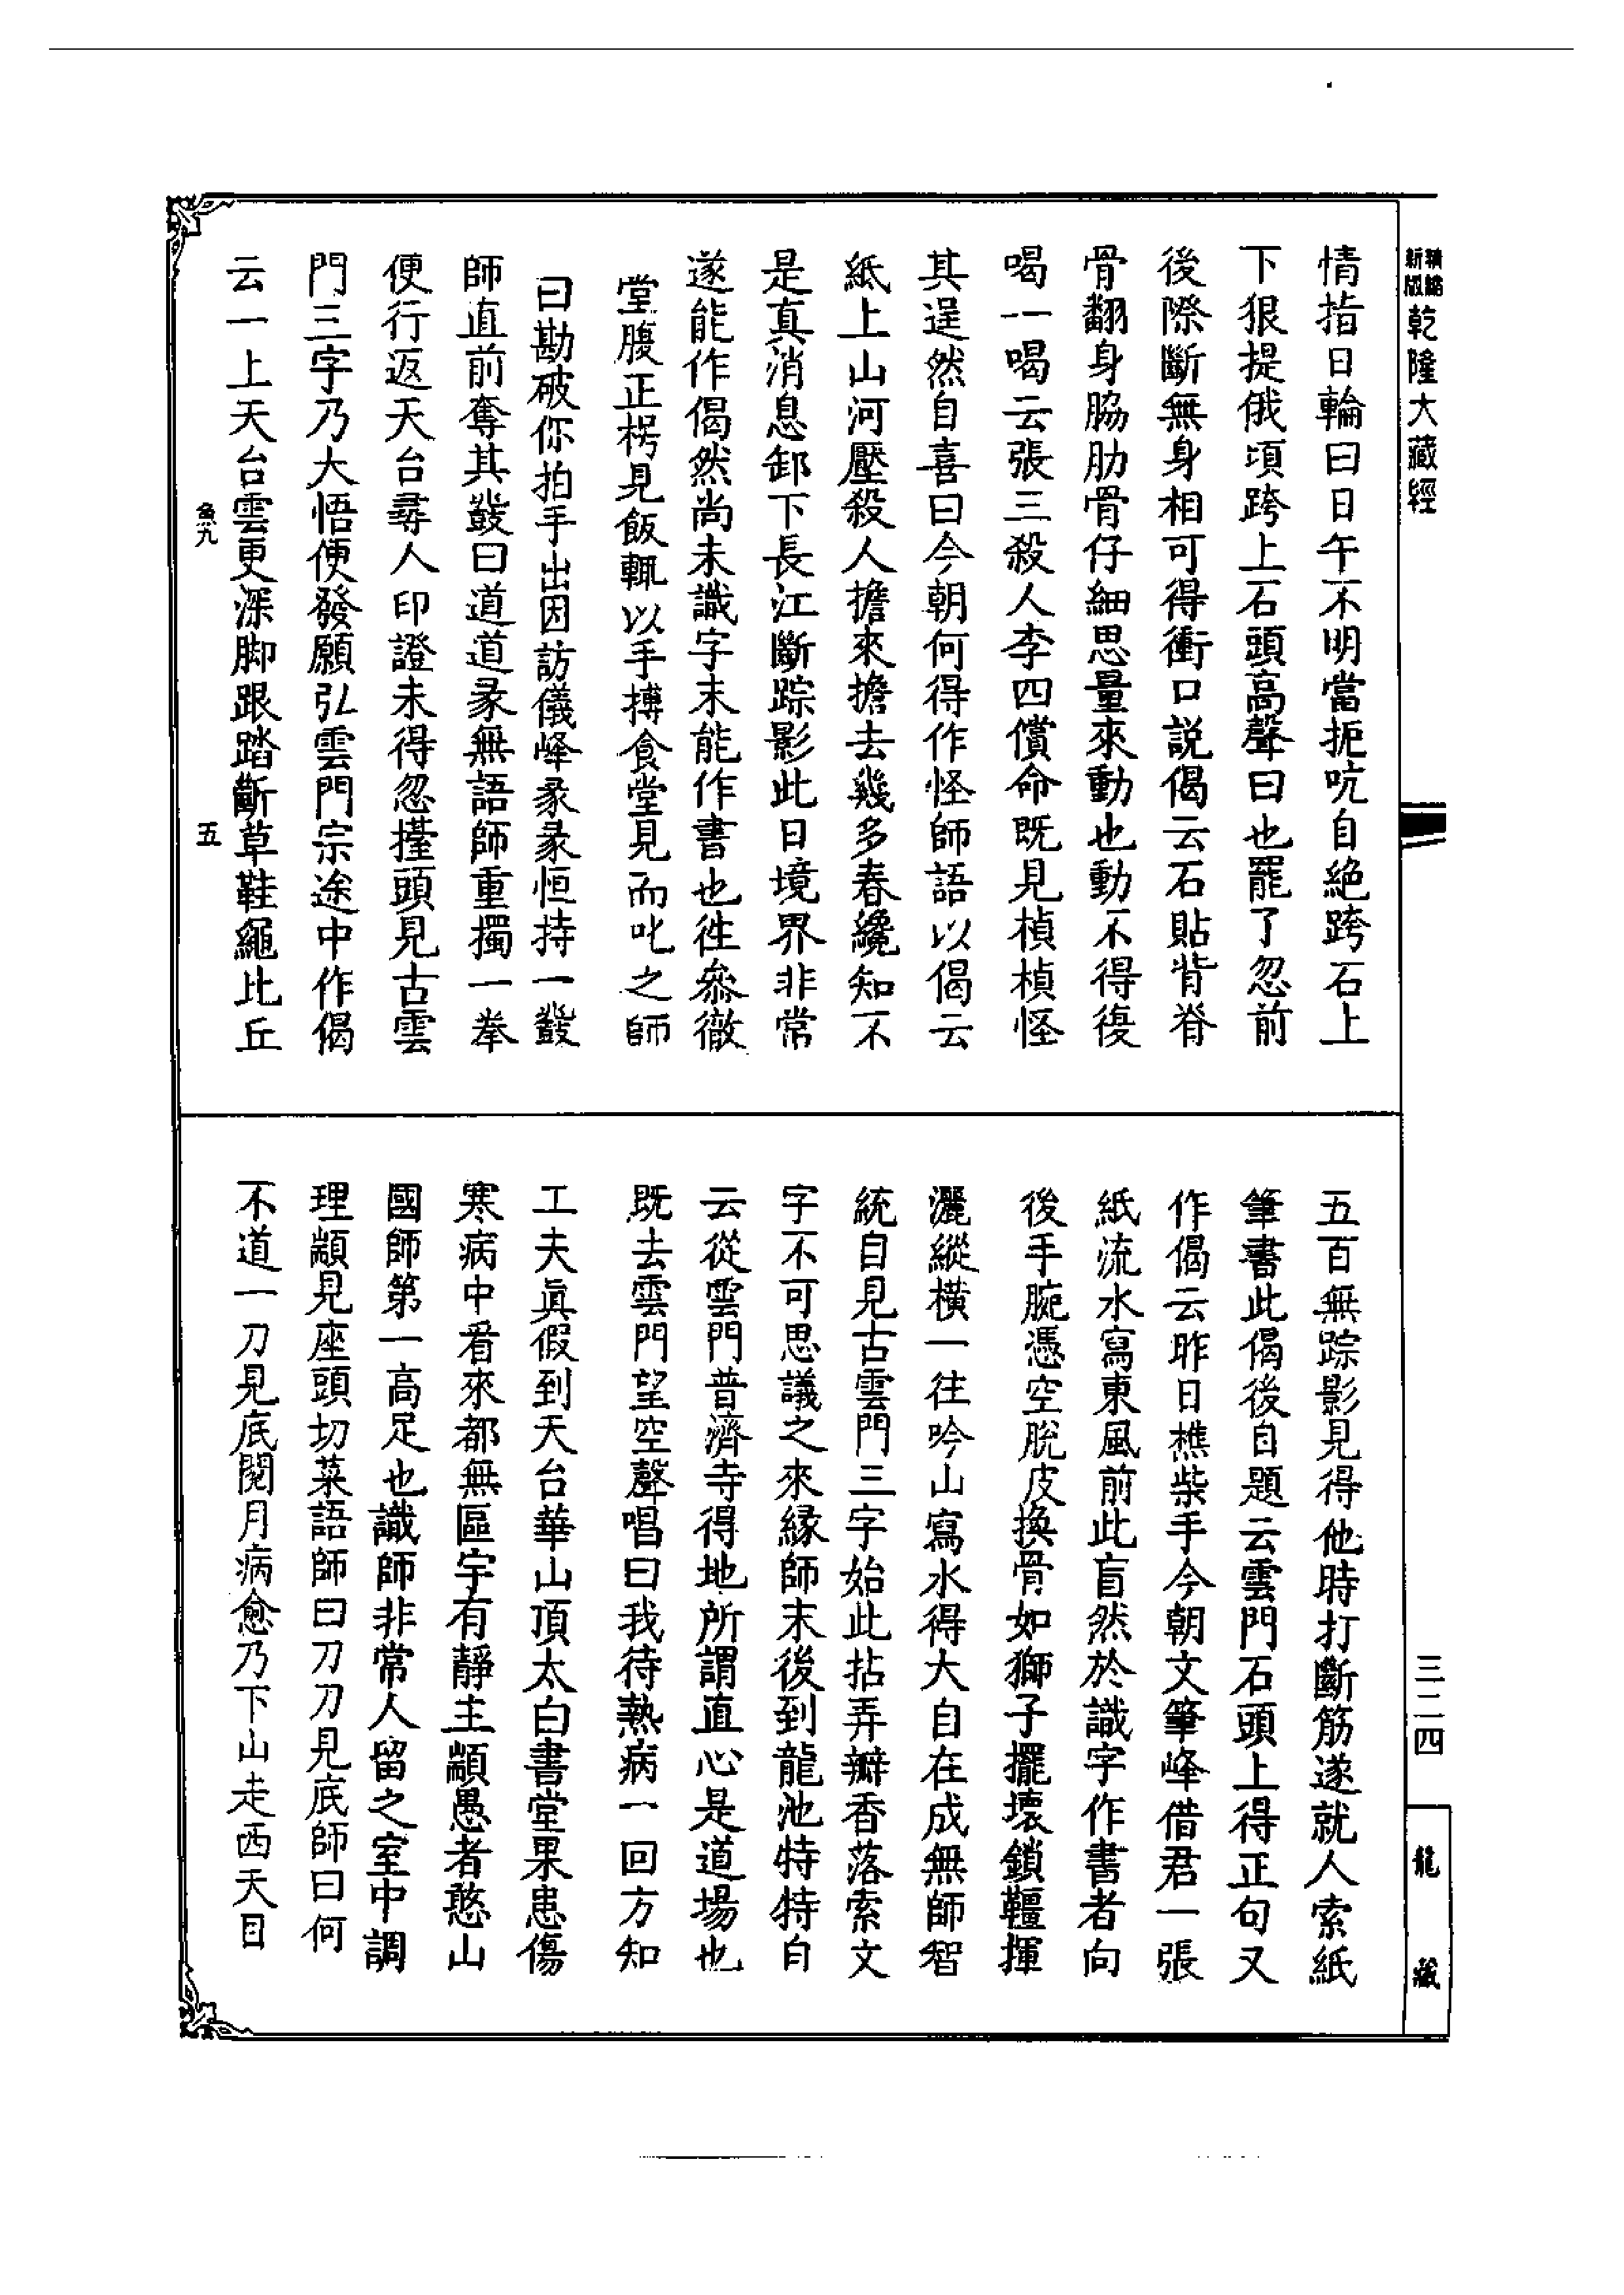 新版
精縮
乾隆大藏經
情指日輪曰日午不明當扼吭自絶跨石上
下狠提俄頃跨上石頭高聲曰也罷了忽前
後際斷無身相可得衝口説偈云石貼背脊
骨翻身脇肋骨仔細思量來動也動不得復
喝一喝云張三殺人李四償命既見楨楨怪
其逞然自喜曰今朝何得作怪師語以偈云
紙上山河壓殺人擔來擔去幾多春纔知不
是真消息卸下長江斷踪影此日境界非常
遂能作偈然尚未識字未能作書也徃叅徹
堂腹正枵見飯輒以手搏食堂見而叱之師
曰勘破你拍手出因訪儀峰彖彖恒持一鼗
師直前奪其鼗曰道道彖無語師重擉一拳
便行返天台尋人印證未得忽擡頭見古雲
門三字乃大悟便發願弘雲門宗途中作偈
云一上天台雲更深脚跟踏斷草鞋繩比丘
魚九
五
五百無踪影見得他時打斷筋遂就人索紙
筆書此偈後自題云雲門石頭上得正句又
作偈云昨日樵柴手今朝文筆峰借君一張
紙流水寫東風前此盲然於識字作書者向
後手腕憑空脫皮換骨如獅子擺壞鎖韁揮
灑縱橫一往吟山寫水得大自在成無師智
統自見古雲門三字始此拈弄瓣香落索文
字不可思議之來緣師末後到龍池特特自
云從雲門普濟寺得地所謂直心是道場也
既去雲門望空聲唱曰我待熱病一回方知
工夫眞假到天台華山頂太白書堂果患傷
寒病中看來都無區宇有靜主顓愚者憨山
國師第一高足也識師非常人留之室中調
理顓見座頭切菜語師曰刀刀見底師曰何
不道一刀見底閱月病愈乃下山走西天目
三二四
龍藏